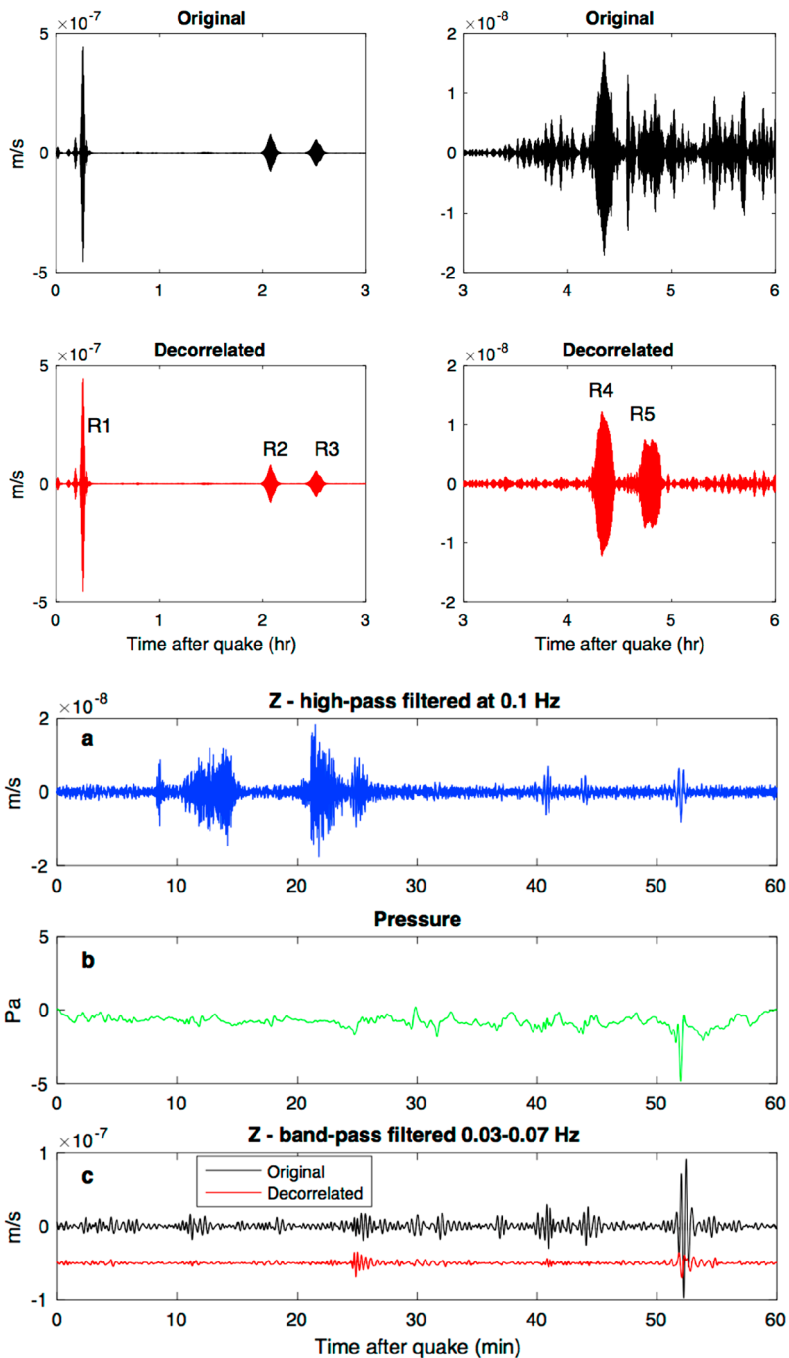 Original
×10⁻⁷
5
0
-5
m/s
0 1 2 3
Original
×10⁻⁸
2
1
0
-1
-2
3 4 5 6
Decorrelated
×10⁻⁷
5
0
-5
m/s
R1
R2
R3
0 1 2 3
Time after quake (hr)
Decorrelated
×10⁻⁸
2
1
0
-1
-2
R4
R5
3 4 5 6
Time after quake (hr)
Z - high-pass filtered at 0.1 Hz
×10⁻⁸
a
2
0
-2
m/s
0 10 20 30 40 50 60
Pressure
b
5
0
-5
Pa
0 10 20 30 40 50 60
Z - band-pass filtered 0.03-0.07 Hz
×10⁻⁷
c
1
0
-1
m/s
Original
Decorrelated
0 10 20 30 40 50 60
Time after quake (min)